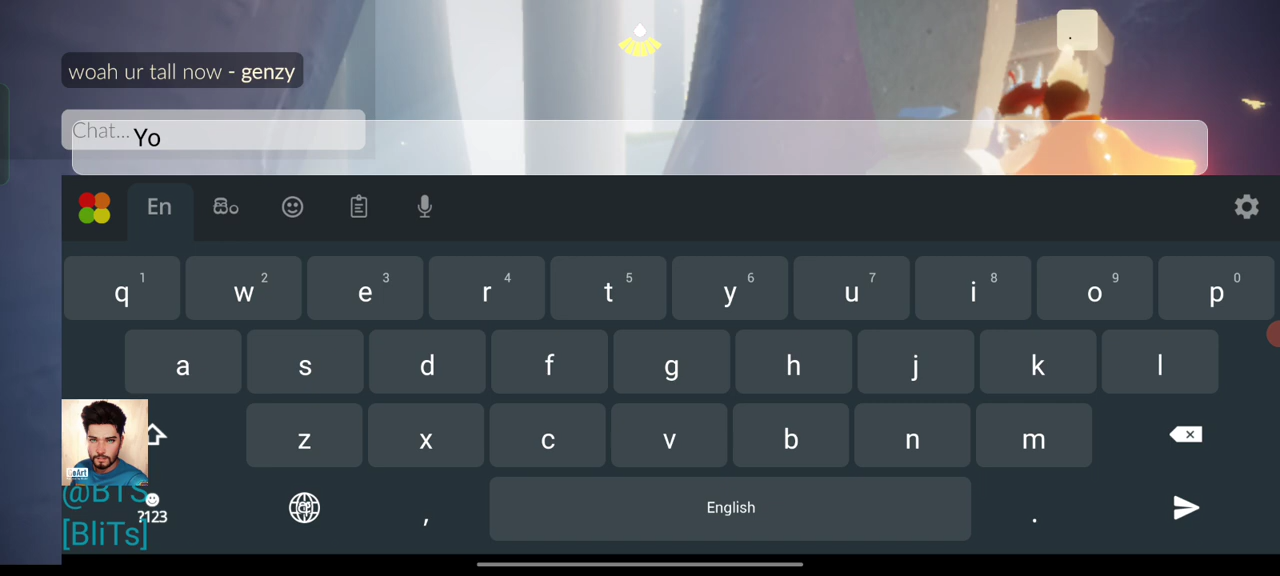 .
woah ur tall now - genzy
Chat... Yo
En සිං
q 1 w 2 e 3 r 4 t 5 y 6 u 7 i 8 o 9 p 0
a s d f g h j k l
z x c v b n m
@BTS
?123 , English .
[BliTs]